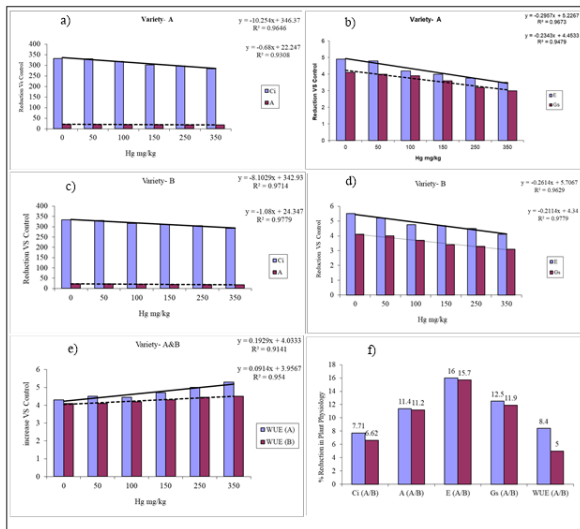 a)
Variety- A
y = -10.254x + 346.37
R² = 0.9646
y = -0.68x + 22.247
R² = 0.9308
Reduction Vs Control
400
350
300
250
200
150
100
50
0
0 50 100 150 250 350
Hg mg/kg
Ci
A
b)
Variety- A
y = -0.2957x + 5.2267
R² = 0.9673
y = -0.2343x + 4.4533
R² = 0.9479
Reduction VS Control
6
5
4
3
2
1
0
0 50 100 150 250 350
Hg mg/kg
E
Gs
c)
Variety- B
y = -8.1029x + 342.93
R² = 0.9714
y = -1.08x + 24.347
R² = 0.9779
Reduction VS Control
400
350
300
250
200
150
100
50
0
0 50 100 150 250 350
Hg mg/kg
Ci
A
d)
Variety- B
y = -0.2614x + 5.7067
R² = 0.9629
y = -0.2114x + 4.34
R² = 0.9779
Reduction VS Control
6
5
4
3
2
1
0
0 50 100 150 250 350
Hg mg/kg
E
Gs
e)
Variety- A&B
y = 0.1929x + 4.0333
R² = 0.9141
y = 0.0914x + 3.9567
R² = 0.954
increase VS Control
6
5
4
3
2
1
0
0 50 100 150 250 350
Hg mg/kg
WUE (A)
WUE (B)
f)
% Reduction in Plant Physiology
18
16
14
12
10
8
6
4
2
0
7.71 6.62 11.4 11.2 16 15.7 12.5 11.9 8.4 5
Ci (A/B) A (A/B) E (A/B) Gs (A/B) WUE (A/B)